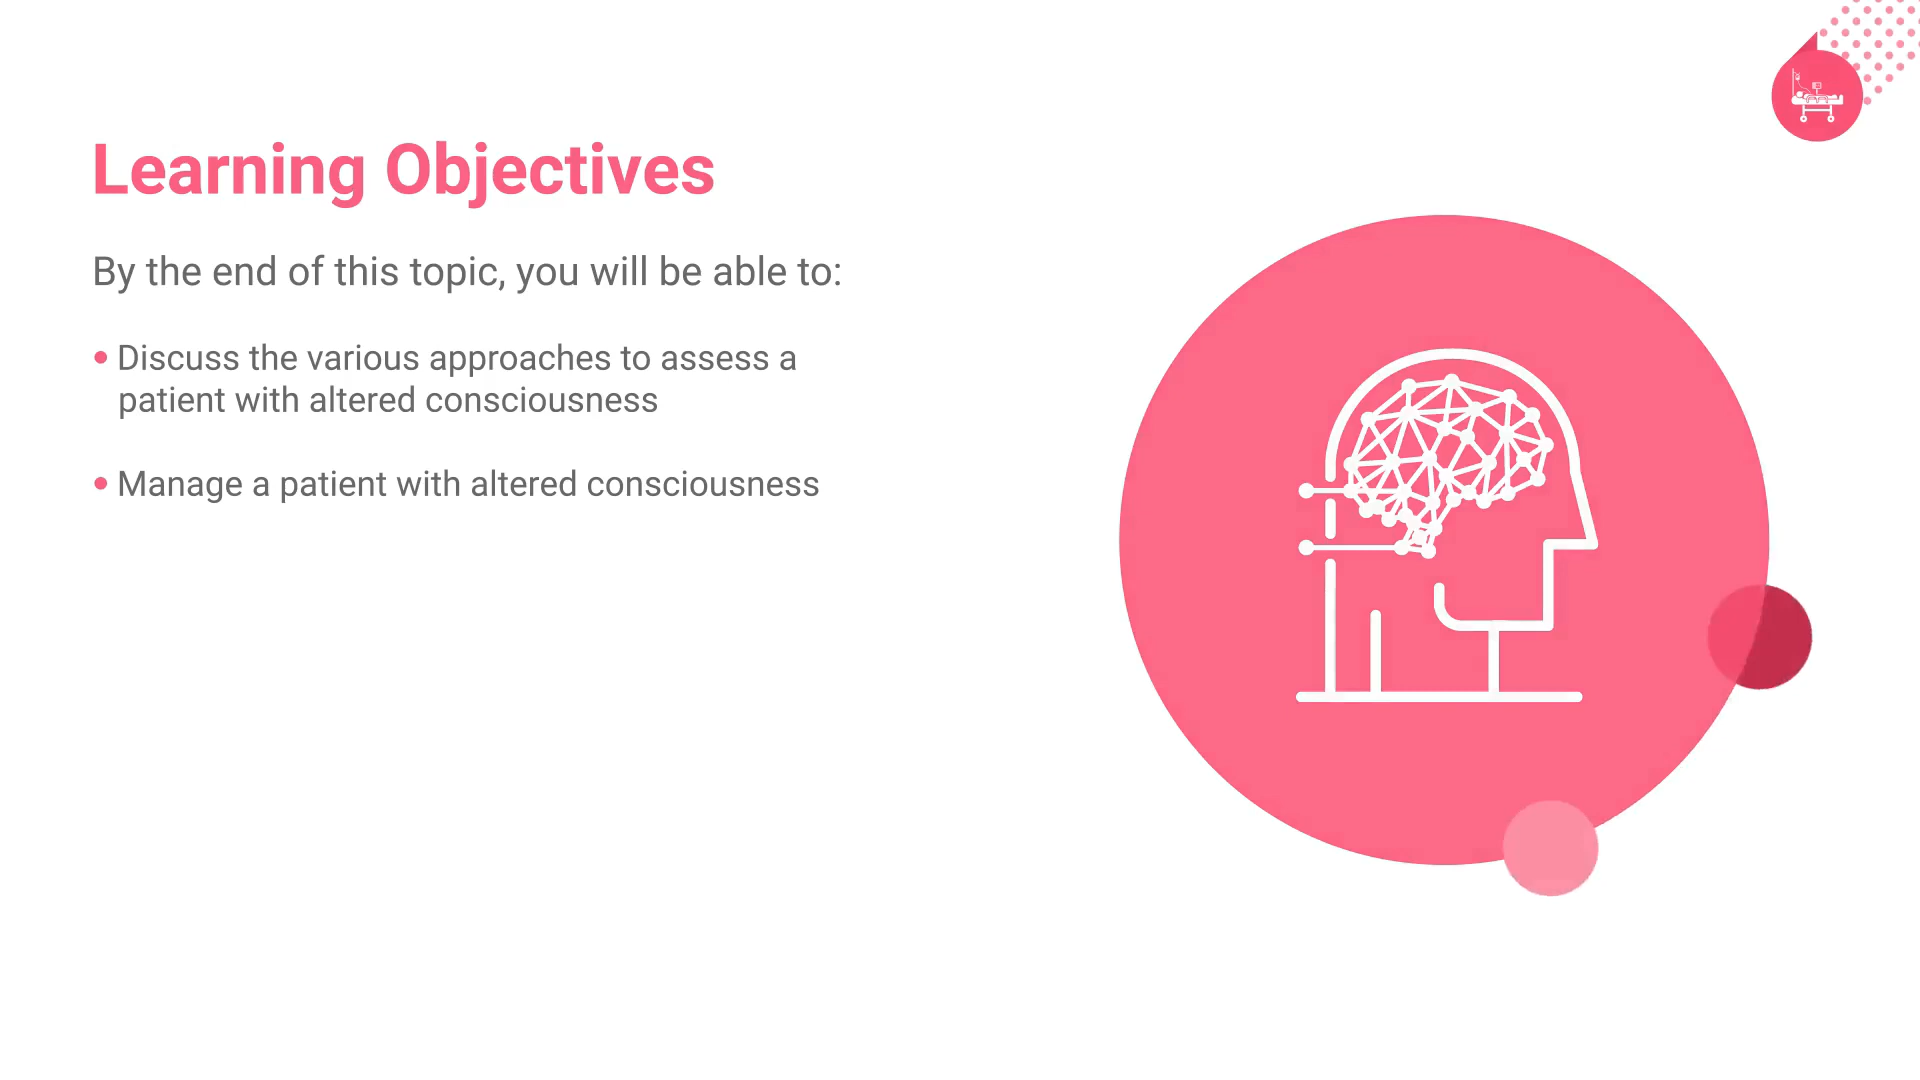 Learning Objectives
By the end of this topic, you will be able to:
• Discuss the various approaches to assess a
patient with altered consciousness
• Manage a patient with altered consciousness